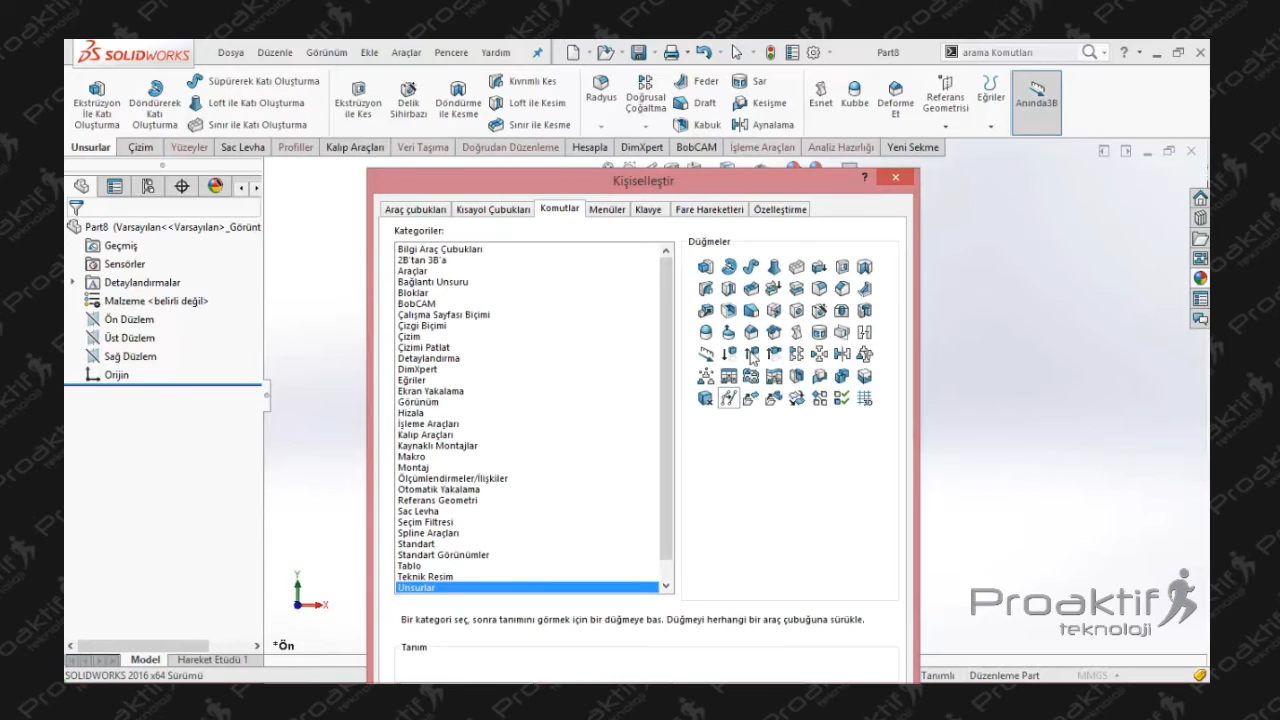 SOLIDWORKS
Dosya Düzenle Görünüm Ekle Araçlar Pencere Yardım
Part8
arama Komutları
Ekstrüzyon İle Katı Oluşturma
Döndürerek Katı Oluşturma
Süpürerek Katı Oluşturma
Loft ile Katı Oluşturma
Sınır ile Katı Oluşturma
Ekstrüzyon ile Kes
Delik Sihirbazı
Döndürme ile Kesme
Kıvrımlı Kes
Loft ile Kesim
Sınır ile Kesme
Radyus
Doğrusal Çoğaltma
Feder
Draft
Kabuk
Sar
Kesişme
Aynalama
Esnet
Kubbe
Deforme Et
Referans Geometrisi
Eğriler
Anında3B
Unsurlar Çizim Yüzeyler Sac Levha Profiller Kalıp Araçları Veri Taşıma Doğrudan Düzenleme Hesapla DimXpert BobCAM İşleme Araçları Analiz Hazırlığı Yeni Sekme
Part8 (Varsayılan<<Varsayılan>_Görünt
Geçmiş
Sensörler
Detaylandırmalar
Malzeme <belirli değil>
Ön Düzlem
Üst Düzlem
Sağ Düzlem
Orijin
Kişiselleştir
Araç çubukları Kısayol Çubukları Komutlar Menüler Klavye Fare Hareketleri Özelleştirme
Kategoriler:
Düğmeler
Bilgi Araç Çubukları
2B'tan 3B'a
Araçlar
Bağlantı Unsuru
Bloklar
BobCAM
Çalışma Sayfası Biçimi
Çizgi Biçimi
Çizim
Çizimi Patlat
Detaylandırma
DimXpert
Eğriler
Ekran Yakalama
Görünüm
Hizala
İşleme Araçları
Kalıp Araçları
Kaynaklı Montajlar
Makro
Montaj
Ölçümlendirmeler/İlişkiler
Otomatik Yakalama
Referans Geometri
Sac Levha
Seçim Filtresi
Spline Araçları
Standart
Standart Görünümler
Tablo
Teknik Resim
Unsurlar
Bir kategori seç, sonra tanımını görmek için bir düğmeye bas. Düğmeyi herhangi bir araç çubuğuna sürükle.
Tanım
Y
X
*Ön
Model Hareket Etüdü 1
SOLIDWORKS 2016 x64 Sürümü
Tanımlı Düzenleme Part MMGS
Proaktif
teknoloji